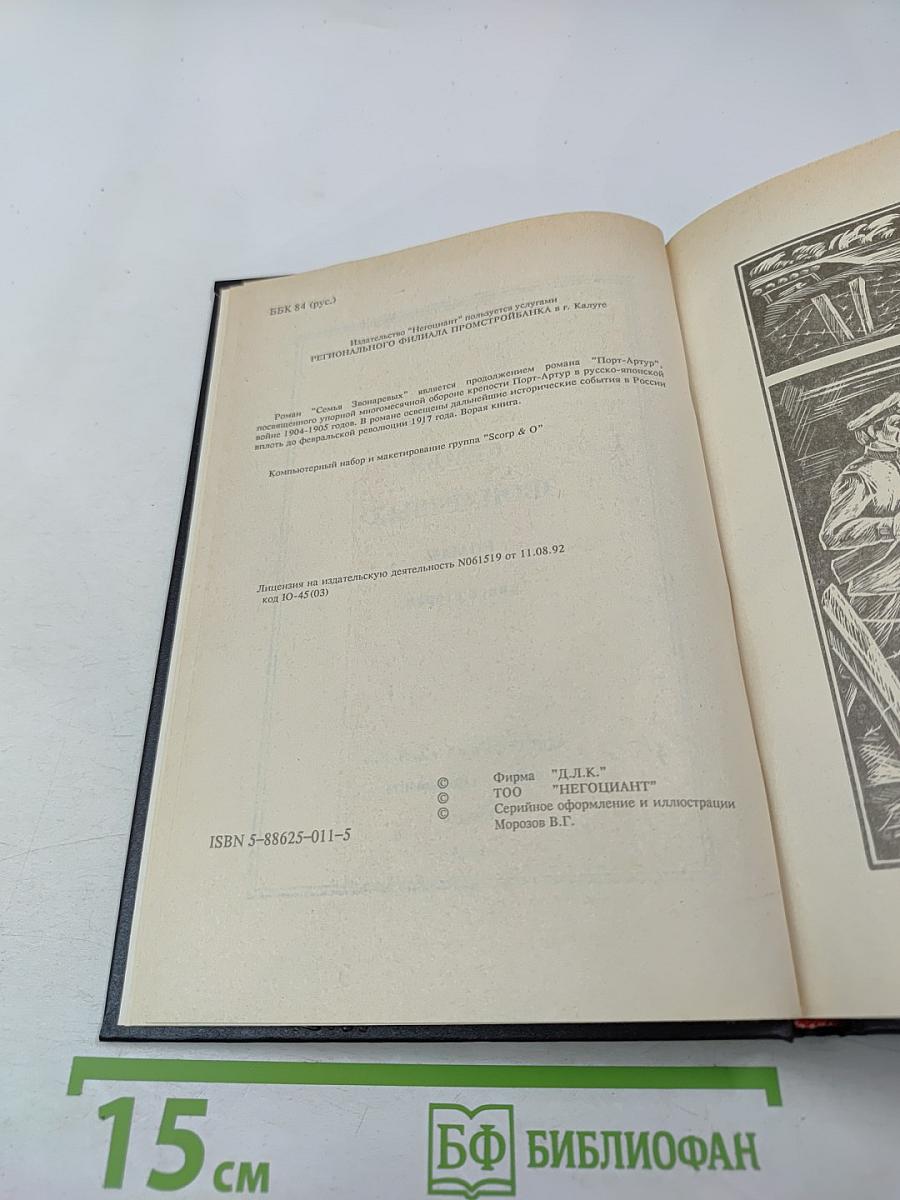 ББК 84 (рус.)
Издательство "Негоциант" пользуется услугами
РЕГИОНАЛЬНОГО ФИЛИАЛА ПРОМСТРОЙБАНКА в г. Калуге
Роман "Семья Звонаревых" является продолжением романа "Порт-Артур",
посвященного упорной многомесячной обороне крепости Порт-Артур в русско-японской
войне 1904-1905 годов. В романе освещены дальнейшие исторические события в России
вплоть до февральской революции 1917 года. Ворая книга.
Компьютерный набор и макетирование группа "Scorp & O"
Лицензия на издательскую деятельность N061519 от 11.08.92
код Ю-45(03)
© Фирма "Д.Л.К."
© ТОО "НЕГОЦИАНТ"
© Серийное оформление и иллюстрации
Морозов В.Г.
ISBN 5-88625-011-5
15 см
БФ БИБЛИОФАН